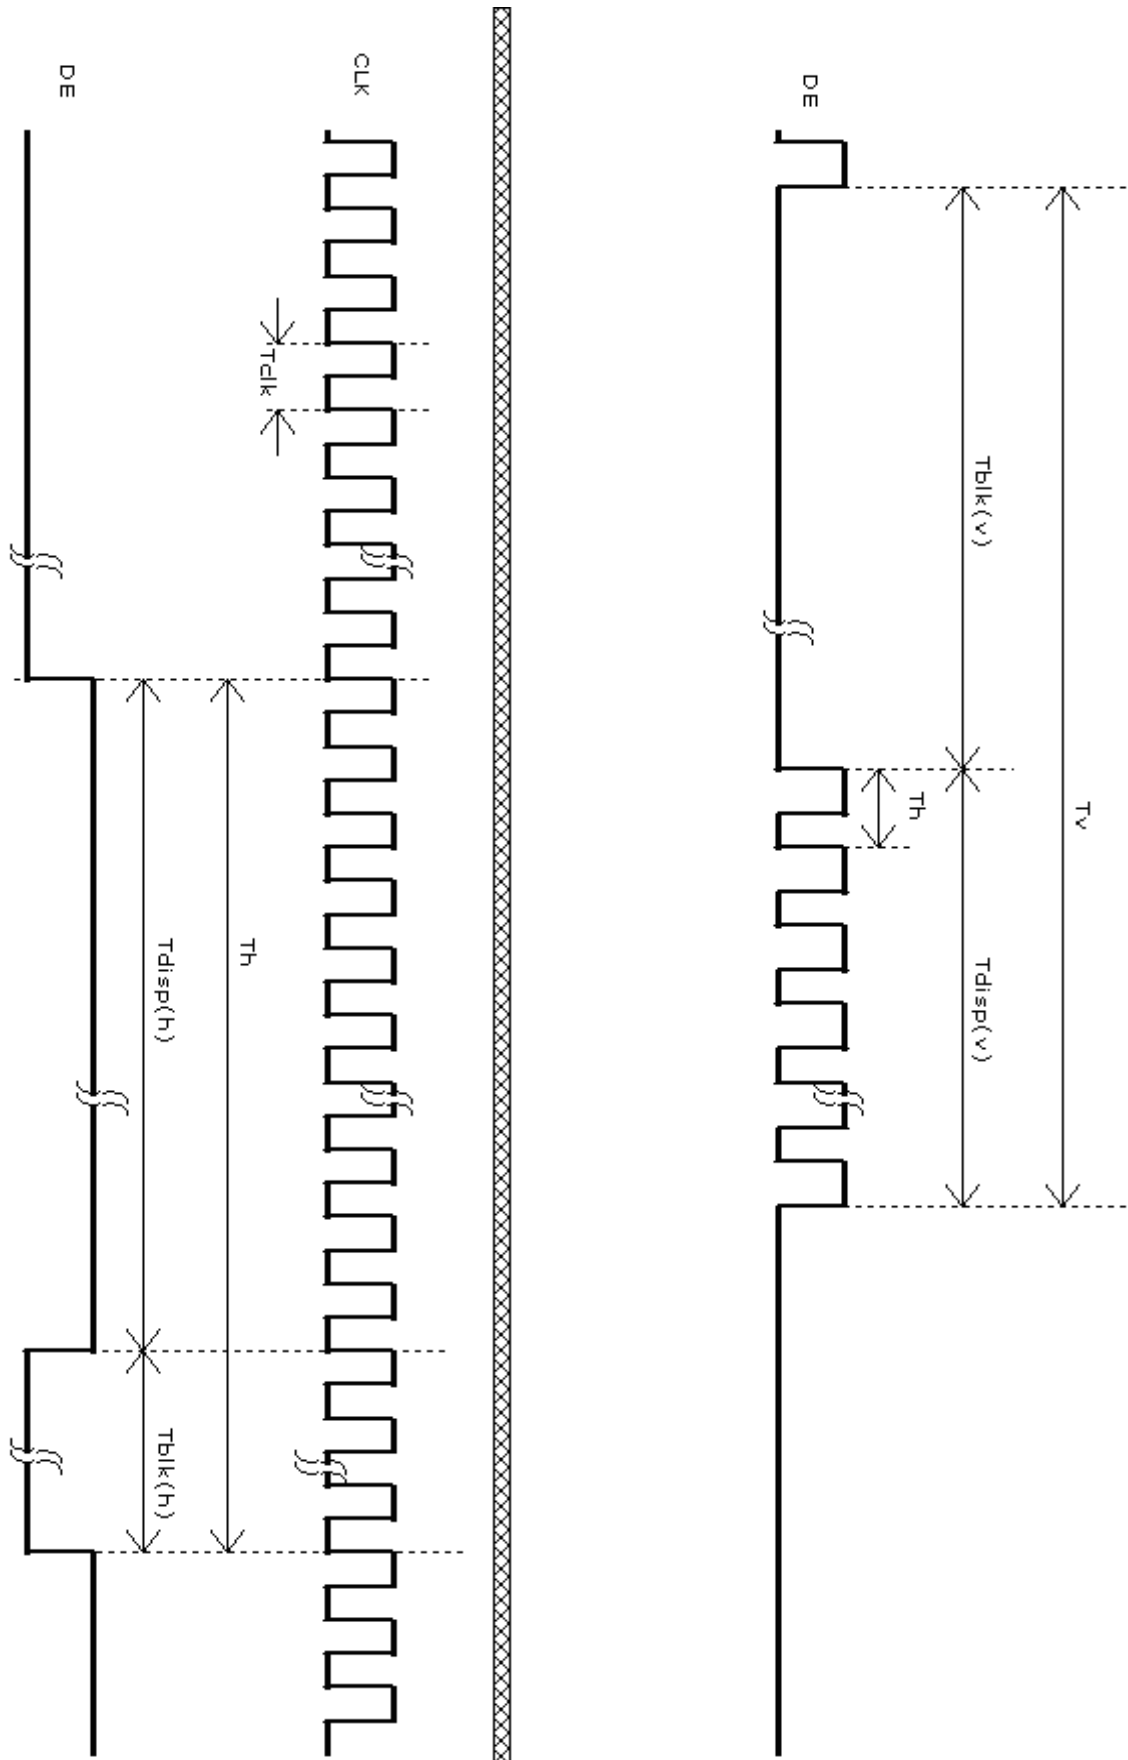 DE
Tv
Tblk(v)
Tdisp(v)
Th
CLK
Tclk
Th
DE
Tdisp(h)
Tblk(h)